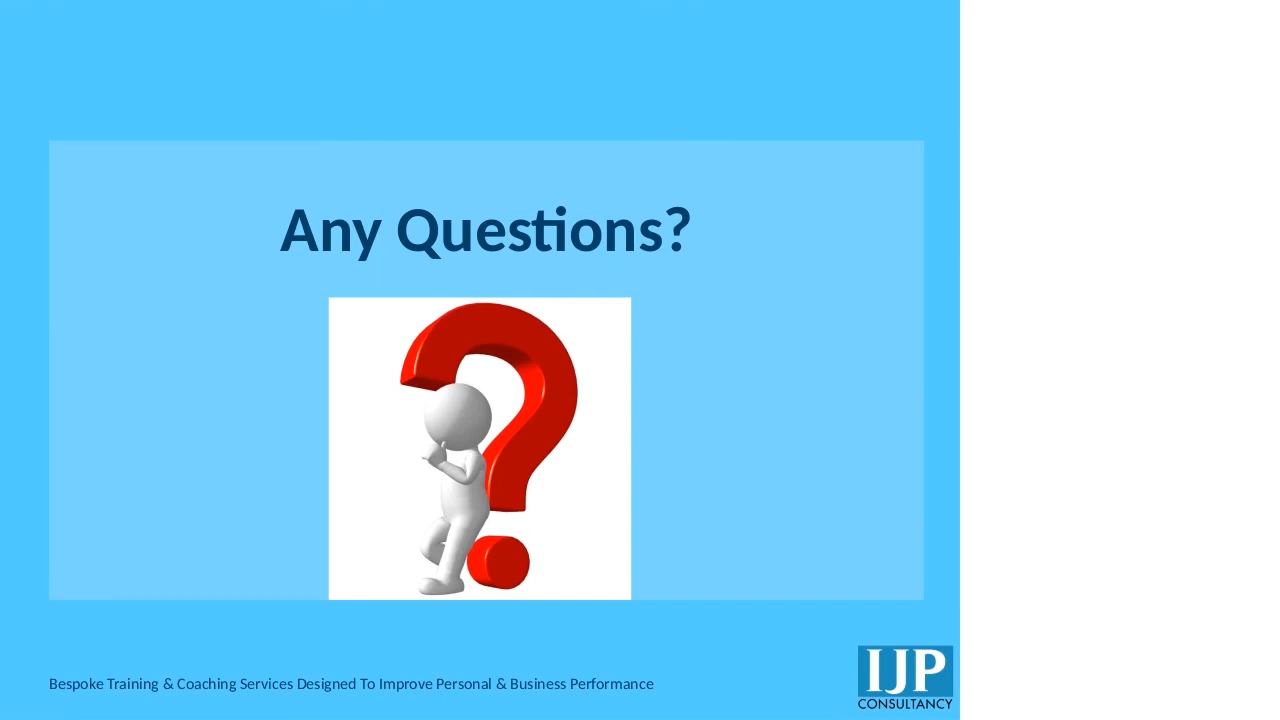 Any Questions?
Bespoke Training & Coaching Services Designed To Improve Personal & Business Performance
IJP
CONSULTANCY